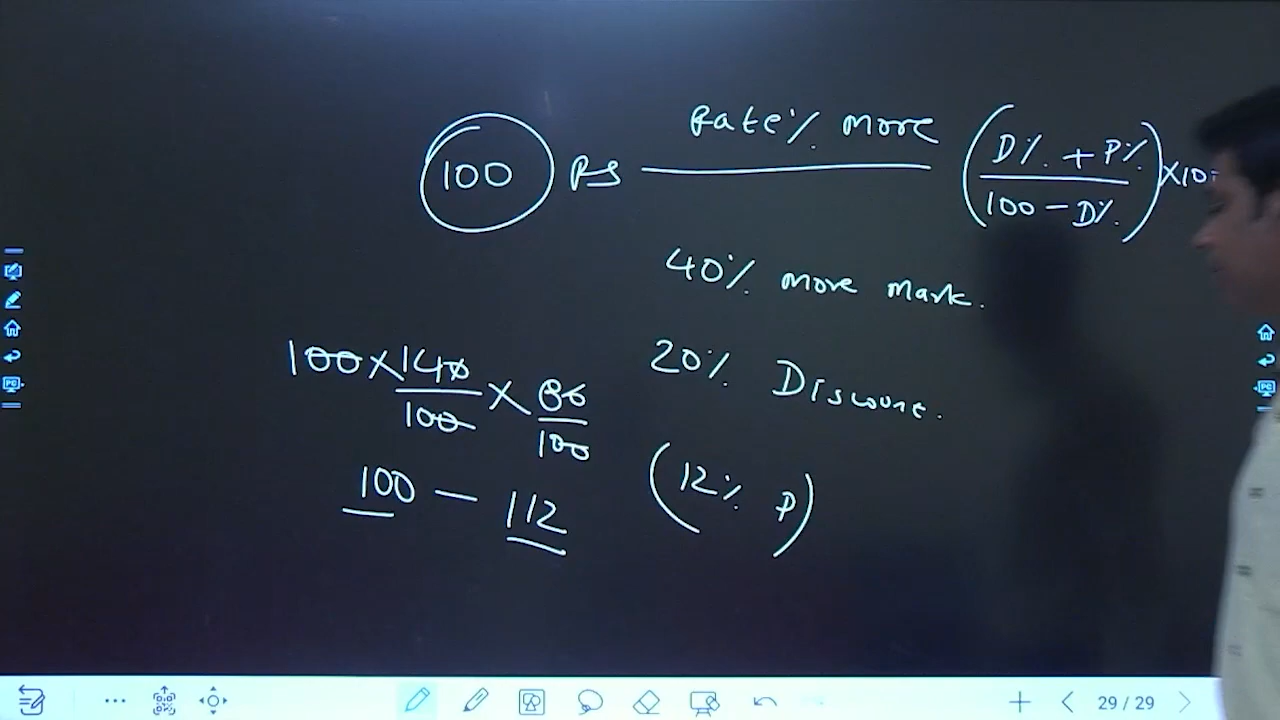 Rate% more
100 Rs (D% + P% / 100 - D%) × 10
40% more mark.
20% Discount.
100 × 140/100 × 80/100
100 — 112 (12% P)
29 / 29